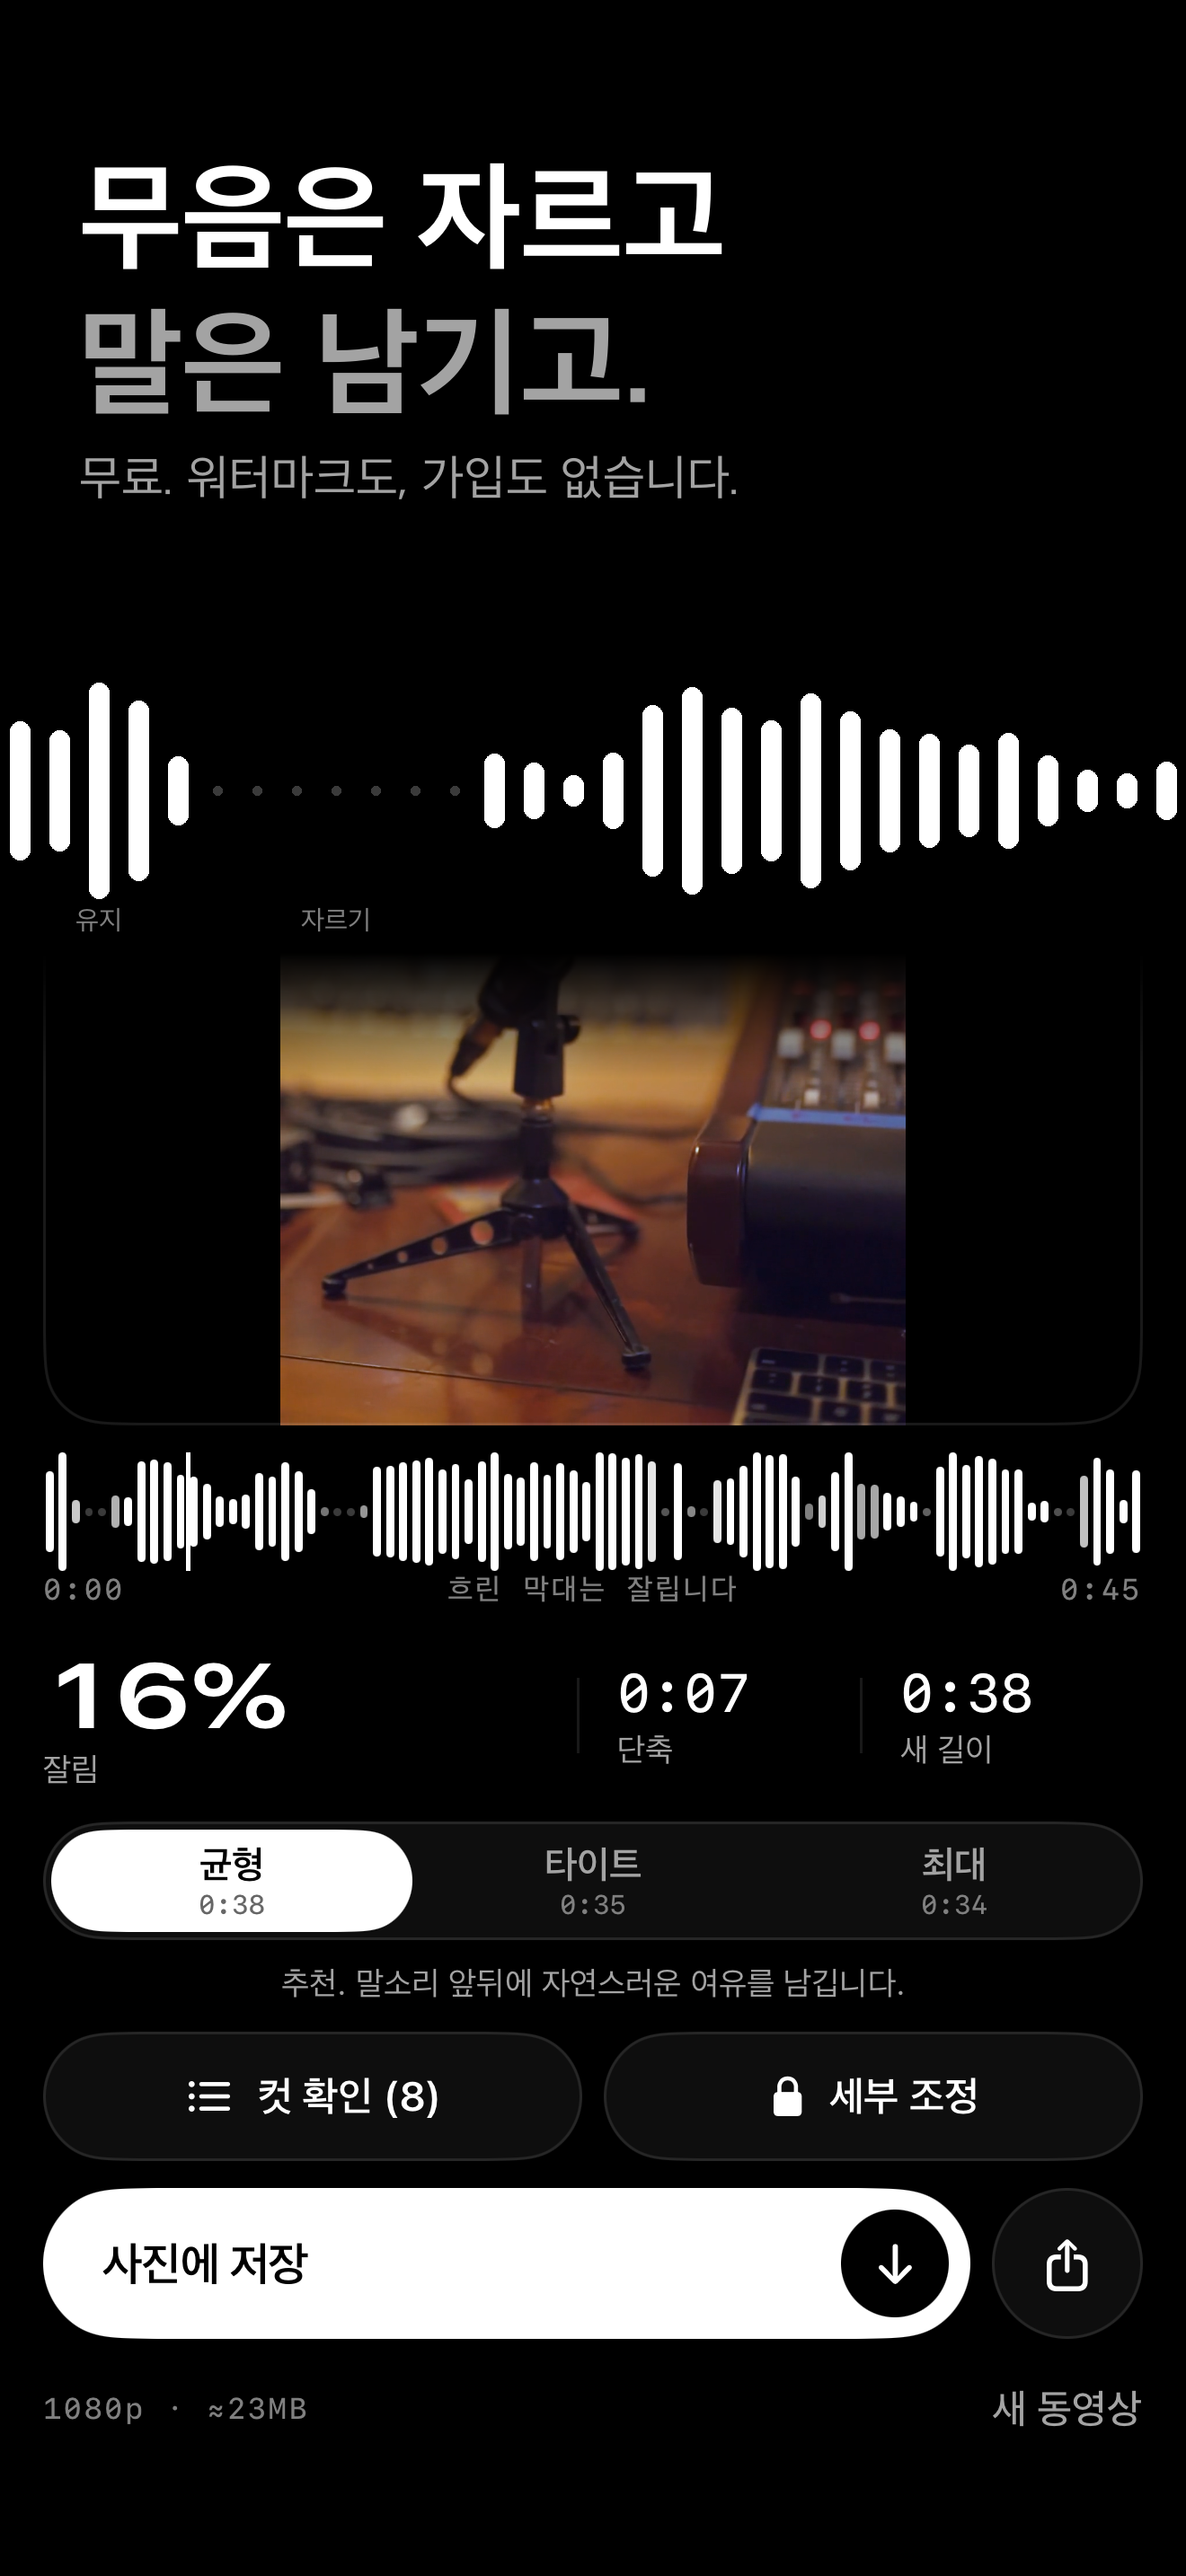 무음은 자르고
말은 남기고.
무료. 워터마크도, 가입도 없습니다.
유지
자르기
0:00
흐린 막대는 잘립니다
0:45
16%
잘림
0:07
단축
0:38
새 길이
균형
0:38
타이트
0:35
최대
0:34
추천. 말소리 앞뒤에 자연스러운 여유를 남깁니다.
컷 확인 (8)
세부 조정
사진에 저장
1080p · ≈23MB
새 동영상